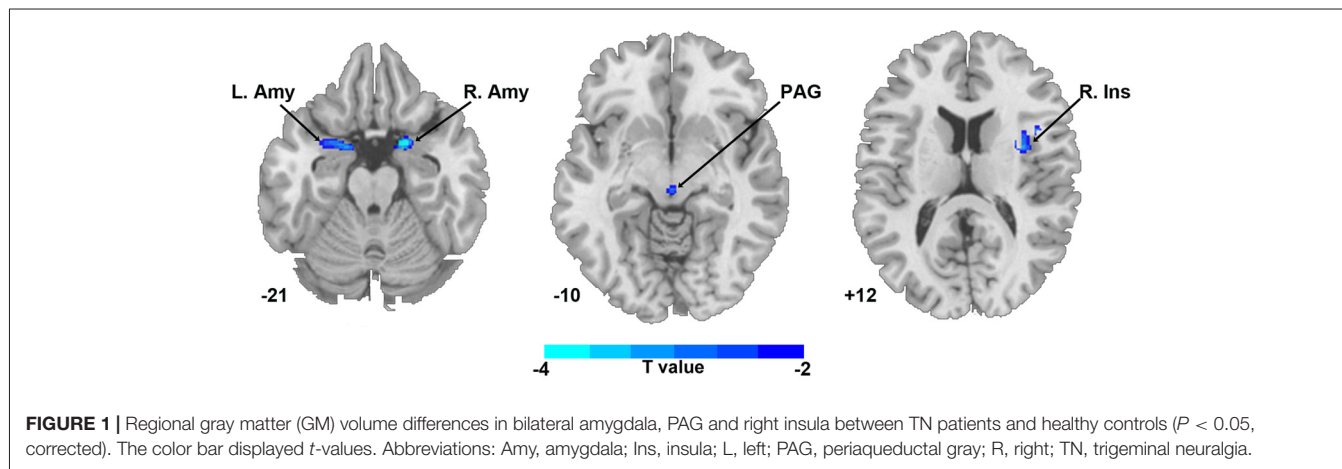 L. Amy
R. Amy
PAG
R. Ins
-21
-10
+12
-4
T value
-2
FIGURE 1 | Regional gray matter (GM) volume differences in bilateral amygdala, PAG and right insula between TN patients and healthy controls (P < 0.05,
corrected). The color bar displayed t-values. Abbreviations: Amy, amygdala; Ins, insula; L, left; PAG, periaqueductal gray; R, right; TN, trigeminal neuralgia.